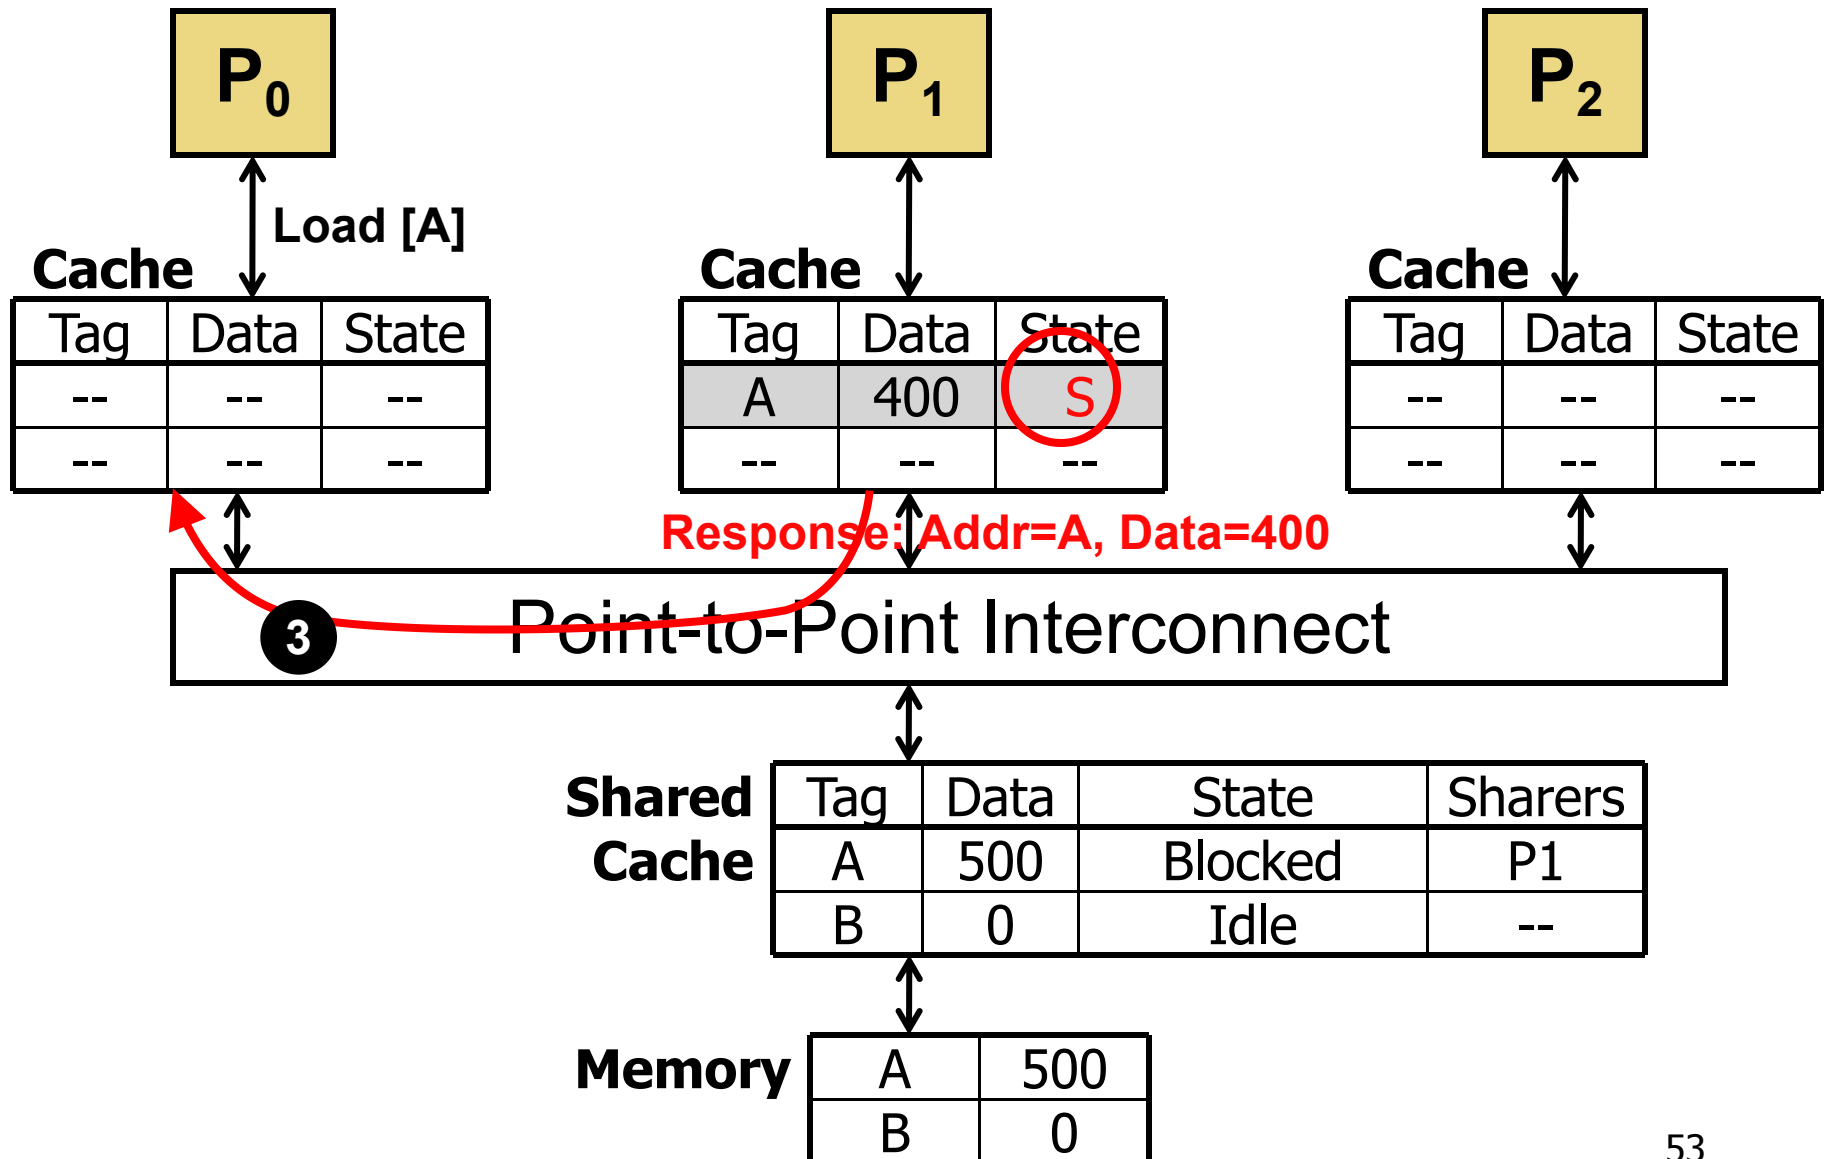 P0 P1 P2
Load [A]
Cache Cache Cache
Tag Data State Tag Data State Tag Data State
-- -- -- A 400 S -- -- --
-- -- -- -- -- -- -- -- --
Response: Addr=A, Data=400
3 Point-to-Point Interconnect
Shared Tag Data State Sharers
Cache A 500 Blocked P1
B 0 Idle --
Memory A 500
B 0
53